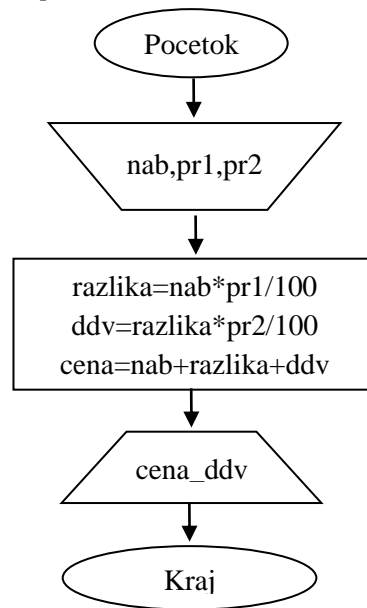 Pocetok
nab,pr1,pr2
razlika=nab*pr1/100
ddv=razlika*pr2/100
cena=nab+razlika+ddv
cena_ddv
Kraj